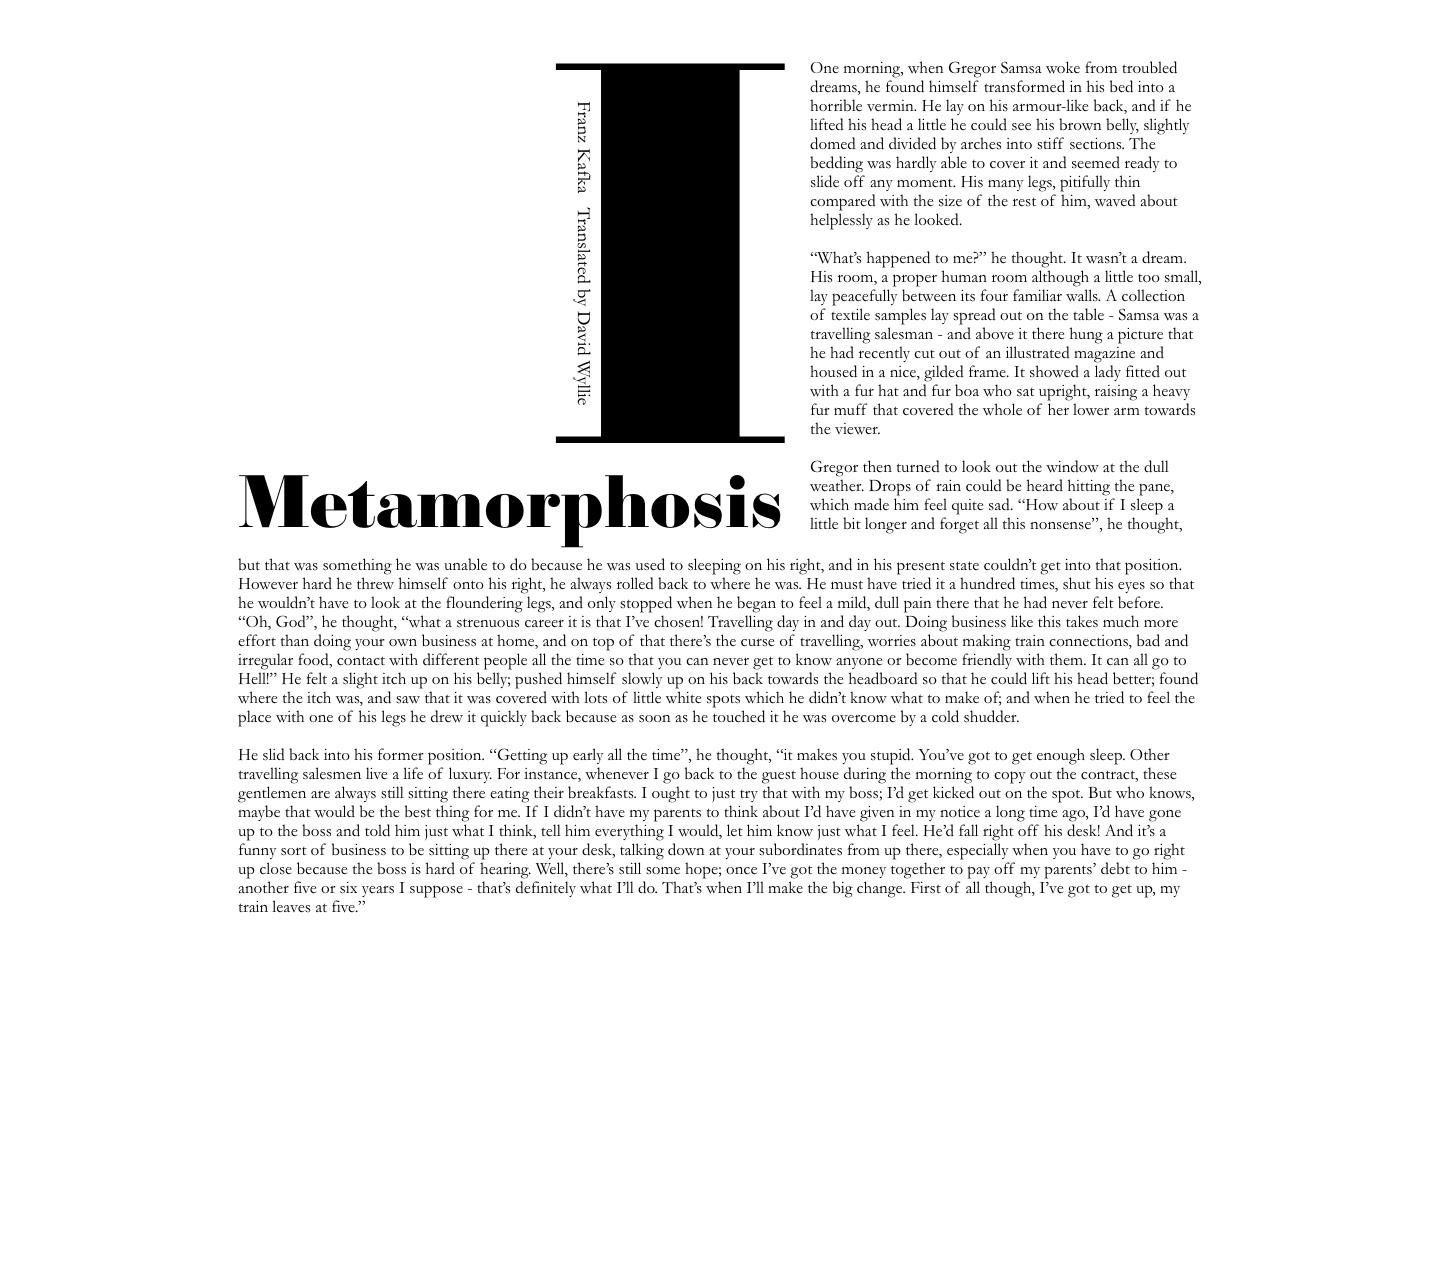 I
Franz Kafka Translated by David Wyllie
Metamorphosis
One morning, when Gregor Samsa woke from troubled
dreams, he found himself transformed in his bed into a
horrible vermin. He lay on his armour-like back, and if he
lifted his head a little he could see his brown belly, slightly
domed and divided by arches into stiff sections. The
bedding was hardly able to cover it and seemed ready to
slide off any moment. His many legs, pitifully thin
compared with the size of the rest of him, waved about
helplessly as he looked.
“What’s happened to me?” he thought. It wasn’t a dream.
His room, a proper human room although a little too small,
lay peacefully between its four familiar walls. A collection
of textile samples lay spread out on the table - Samsa was a
travelling salesman - and above it there hung a picture that
he had recently cut out of an illustrated magazine and
housed in a nice, gilded frame. It showed a lady fitted out
with a fur hat and fur boa who sat upright, raising a heavy
fur muff that covered the whole of her lower arm towards
the viewer.
Gregor then turned to look out the window at the dull
weather. Drops of rain could be heard hitting the pane,
which made him feel quite sad. “How about if I sleep a
little bit longer and forget all this nonsense”, he thought,
but that was something he was unable to do because he was used to sleeping on his right, and in his present state couldn’t get into that position.
However hard he threw himself onto his right, he always rolled back to where he was. He must have tried it a hundred times, shut his eyes so that
he wouldn’t have to look at the floundering legs, and only stopped when he began to feel a mild, dull pain there that he had never felt before.
“Oh, God”, he thought, “what a strenuous career it is that I’ve chosen! Travelling day in and day out. Doing business like this takes much more
effort than doing your own business at home, and on top of that there’s the curse of travelling, worries about making train connections, bad and
irregular food, contact with different people all the time so that you can never get to know anyone or become friendly with them. It can all go to
Hell!” He felt a slight itch up on his belly; pushed himself slowly up on his back towards the headboard so that he could lift his head better; found
where the itch was, and saw that it was covered with lots of little white spots which he didn’t know what to make of; and when he tried to feel the
place with one of his legs he drew it quickly back because as soon as he touched it he was overcome by a cold shudder.
He slid back into his former position. “Getting up early all the time”, he thought, “it makes you stupid. You’ve got to get enough sleep. Other
travelling salesmen live a life of luxury. For instance, whenever I go back to the guest house during the morning to copy out the contract, these
gentlemen are always still sitting there eating their breakfasts. I ought to just try that with my boss; I’d get kicked out on the spot. But who knows,
maybe that would be the best thing for me. If I didn’t have my parents to think about I’d have given in my notice a long time ago, I’d have gone
up to the boss and told him just what I think, tell him everything I would, let him know just what I feel. He’d fall right off his desk! And it’s a
funny sort of business to be sitting up there at your desk, talking down at your subordinates from up there, especially when you have to go right
up close because the boss is hard of hearing. Well, there’s still some hope; once I’ve got the money together to pay off my parents’ debt to him -
another five or six years I suppose - that’s definitely what I’ll do. That’s when I’ll make the big change. First of all though, I’ve got to get up, my
train leaves at five.”